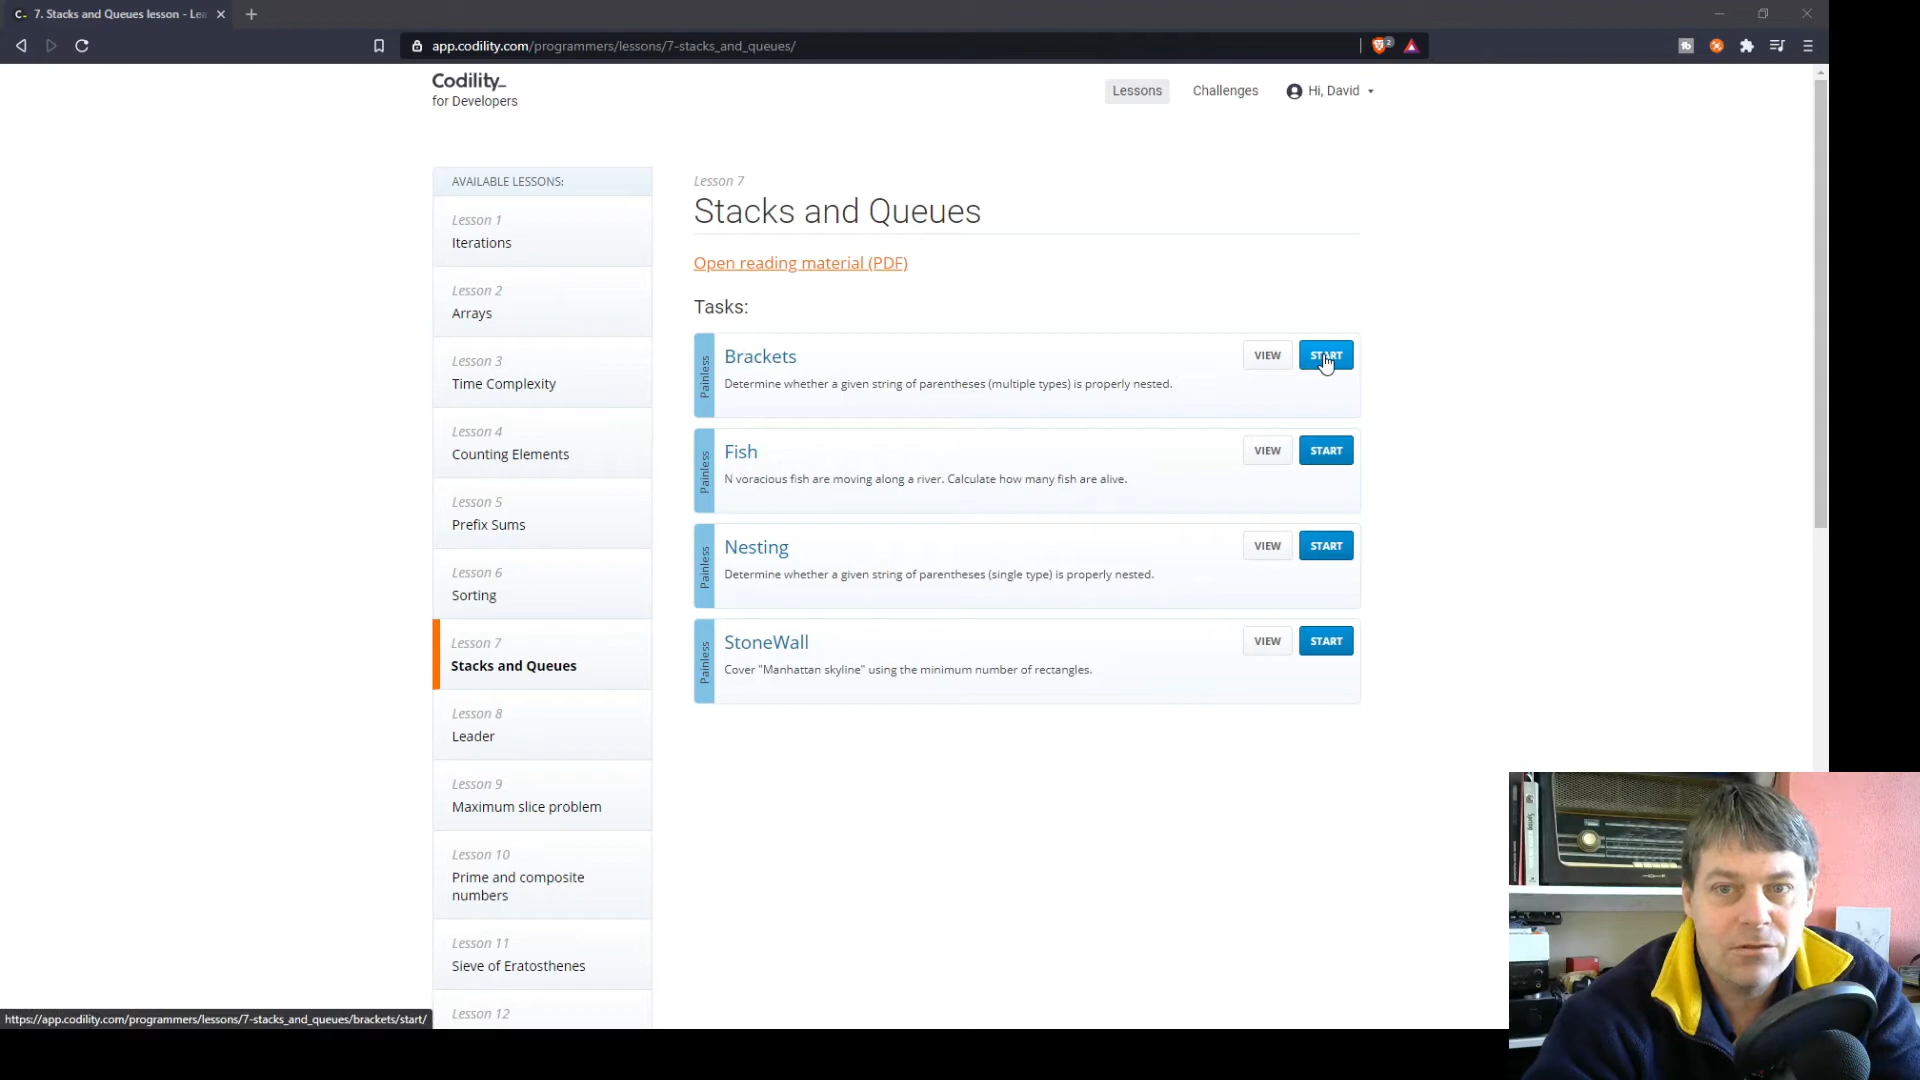 7. Stacks and Queues lesson - Le
app.codility.com/programmers/lessons/7-stacks_and_queues/
2
Codility_
for Developers
Lessons
Challenges
Hi, David
AVAILABLE LESSONS:
Lesson 1
Iterations
Lesson 2
Arrays
Lesson 3
Time Complexity
Lesson 4
Counting Elements
Lesson 5
Prefix Sums
Lesson 6
Sorting
Lesson 7
Stacks and Queues
Lesson 8
Leader
Lesson 9
Maximum slice problem
Lesson 10
Prime and composite
numbers
Lesson 11
Sieve of Eratosthenes
Lesson 12
Lesson 7
Stacks and Queues
Open reading material (PDF)
Tasks:
Painless
Brackets
VIEW
START
Determine whether a given string of parentheses (multiple types) is properly nested.
Painless
Fish
VIEW
START
N voracious fish are moving along a river. Calculate how many fish are alive.
Painless
Nesting
VIEW
START
Determine whether a given string of parentheses (single type) is properly nested.
Painless
StoneWall
VIEW
START
Cover "Manhattan skyline" using the minimum number of rectangles.
https://app.codility.com/programmers/lessons/7-stacks_and_queues/brackets/start/